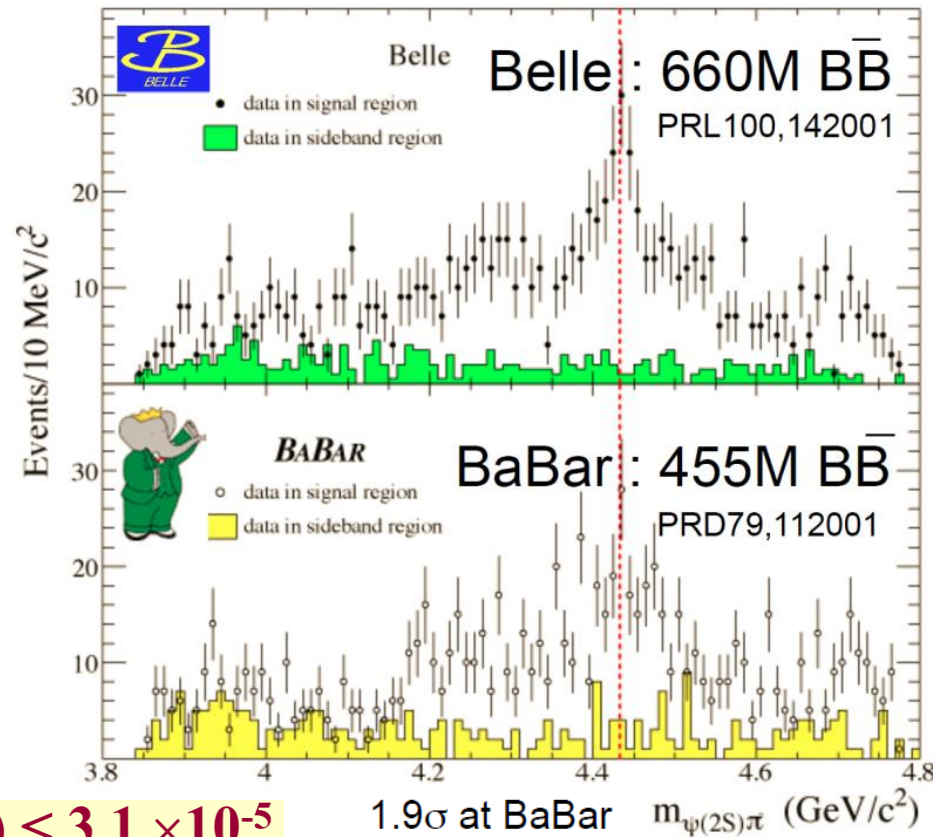 B
BELLE
Belle
Belle : 660M BB̅
PRL100,142001
data in signal region
data in sideband region
30
20
10
Events/10 MeV/c²
BABAR
BaBar : 455M BB̅
PRD79,112001
data in signal region
data in sideband region
30
20
10
3.8 4 4.2 4.4 4.6 4.8
) < 3.1 ×10⁻⁵
1.9σ at BaBar
m_ψ(2S)π (GeV/c²)